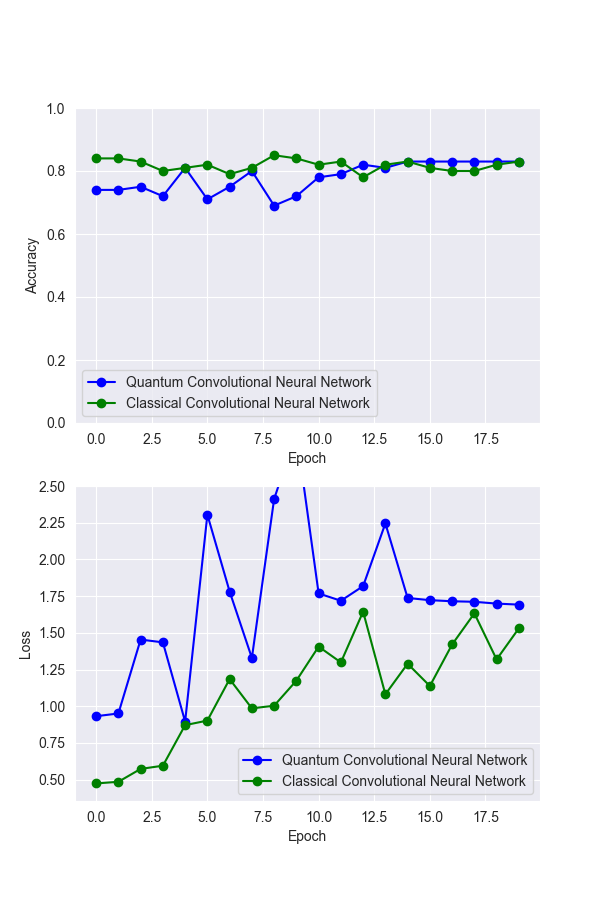 1.0
0.8
0.6
0.4
0.2
0.0
Accuracy
Quantum Convolutional Neural Network
Classical Convolutional Neural Network
0.0 2.5 5.0 7.5 10.0 12.5 15.0 17.5
Epoch
2.50
2.25
2.00
1.75
1.50
1.25
1.00
0.75
0.50
Loss
Quantum Convolutional Neural Network
Classical Convolutional Neural Network
0.0 2.5 5.0 7.5 10.0 12.5 15.0 17.5
Epoch